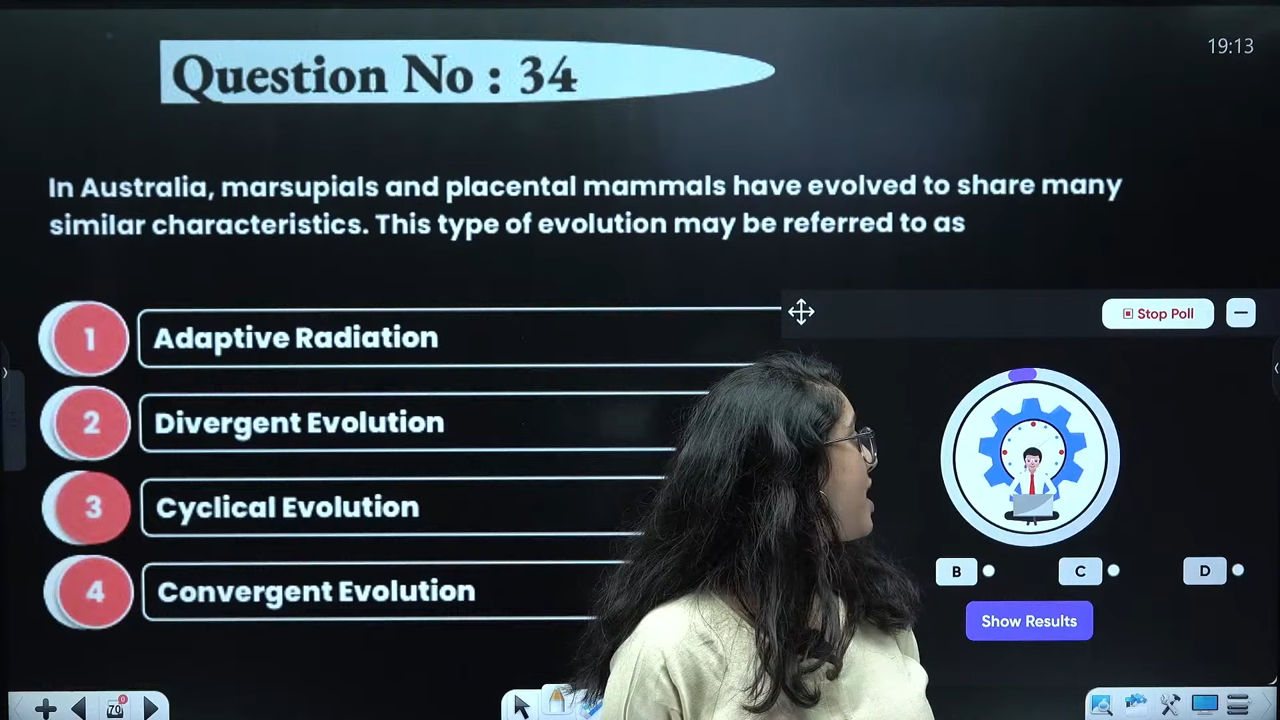 19:13
Question No : 34
In Australia, marsupials and placental mammals have evolved to share many
similar characteristics. This type of evolution may be referred to as
1 Adaptive Radiation
2 Divergent Evolution
3 Cyclical Evolution
4 Convergent Evolution
Stop Poll
B C D
Show Results
70
0